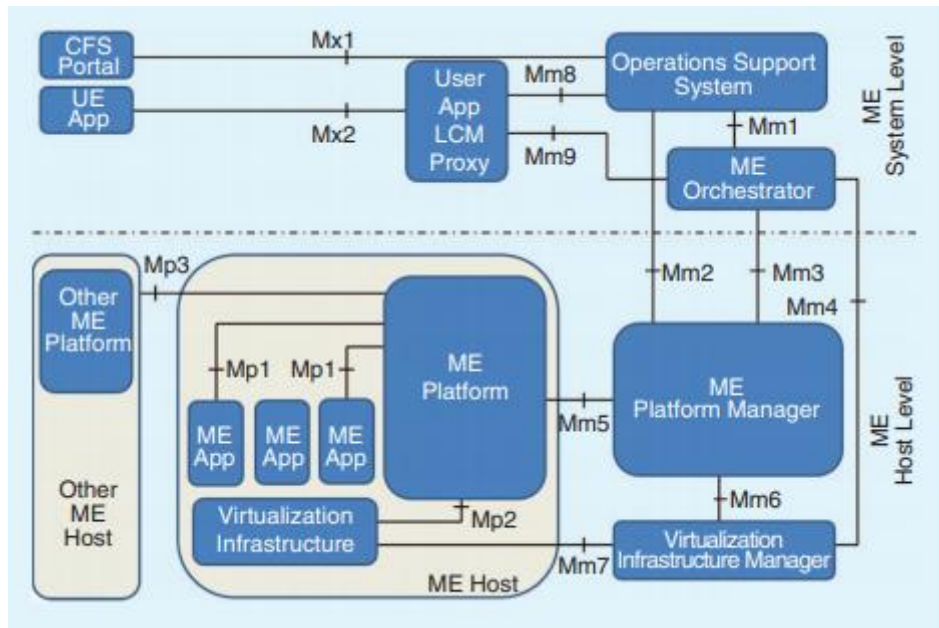 CFS
Portal
UE
App
Mx1
Mx2
User
App
LCM
Proxy
Mm8
Mm9
Operations Support
System
Mm1
ME
Orchestrator
ME
System Level
Mp3
Other
ME
Platform
Other
ME
Host
Mp1
Mp1
ME
Platform
ME
App
ME
App
ME
App
Virtualization
Infrastructure
Mp2
ME Host
Mm2
Mm3
Mm4
Mm5
ME
Platform Manager
Mm6
Mm7
Virtualization
Infrastructure Manager
ME
Host Level